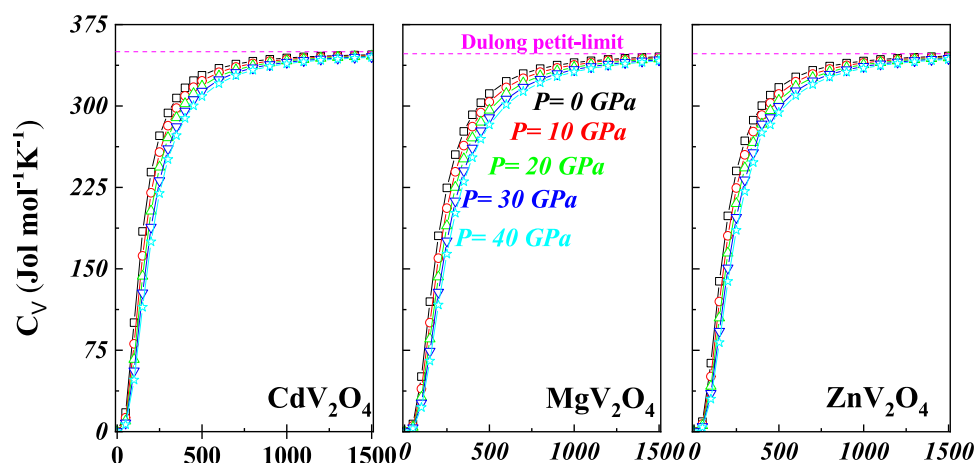 375
300
225
150
75
0
C_V (Jol mol⁻¹K⁻¹)
Dulong petit-limit
P= 0 GPa
P= 10 GPa
P= 20 GPa
P= 30 GPa
P= 40 GPa
CdV₂O₄
MgV₂O₄
ZnV₂O₄
0 500 1000 1500
0 500 1000 1500
0 500 1000 1500